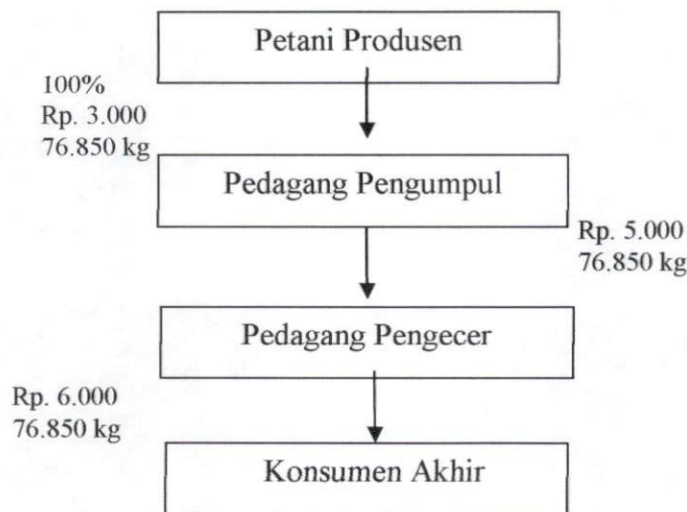 Petani Produsen
100%
Rp. 3.000
76.850 kg
Pedagang Pengumpul
Rp. 5.000
76.850 kg
Pedagang Pengecer
Rp. 6.000
76.850 kg
Konsumen Akhir